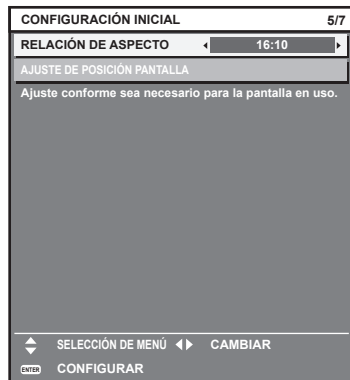 CONFIGURACIÓN INICIAL 5/7
RELACIÓN DE ASPECTO 16:10
AJUSTE DE POSICIÓN PANTALLA
Ajuste conforme sea necesario para la pantalla en uso.
SELECCIÓN DE MENÚ CAMBIAR
ENTER CONFIGURAR